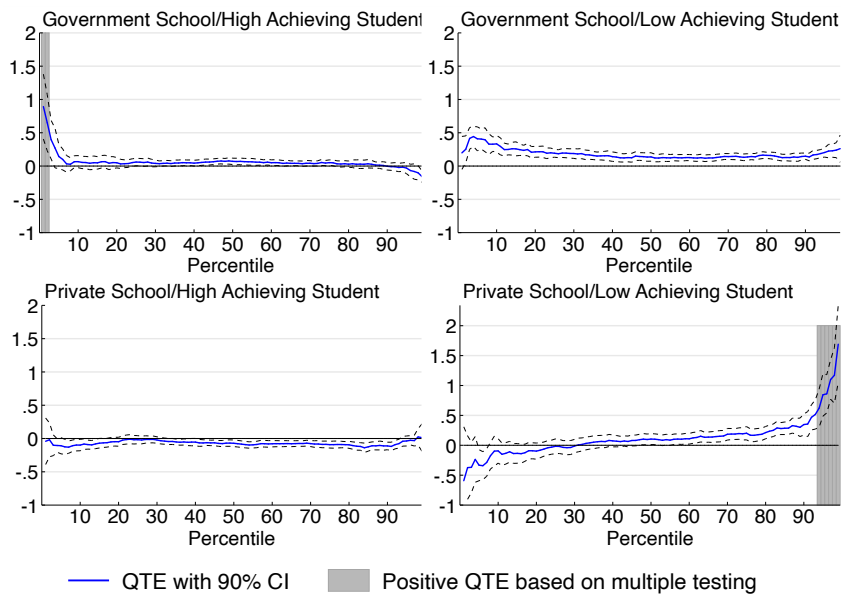 Government School/High Achieving Student
2
1.5
1
.5
0
-.5
-1
10 20 30 40 50 60 70 80 90
Percentile
Government School/Low Achieving Student
2
1.5
1
.5
0
-.5
-1
10 20 30 40 50 60 70 80 90
Percentile
Private School/High Achieving Student
2
1.5
1
.5
0
-.5
-1
10 20 30 40 50 60 70 80 90
Percentile
Private School/Low Achieving Student
2
1.5
1
.5
0
-.5
-1
10 20 30 40 50 60 70 80 90
Percentile
QTE with 90% CI
Positive QTE based on multiple testing